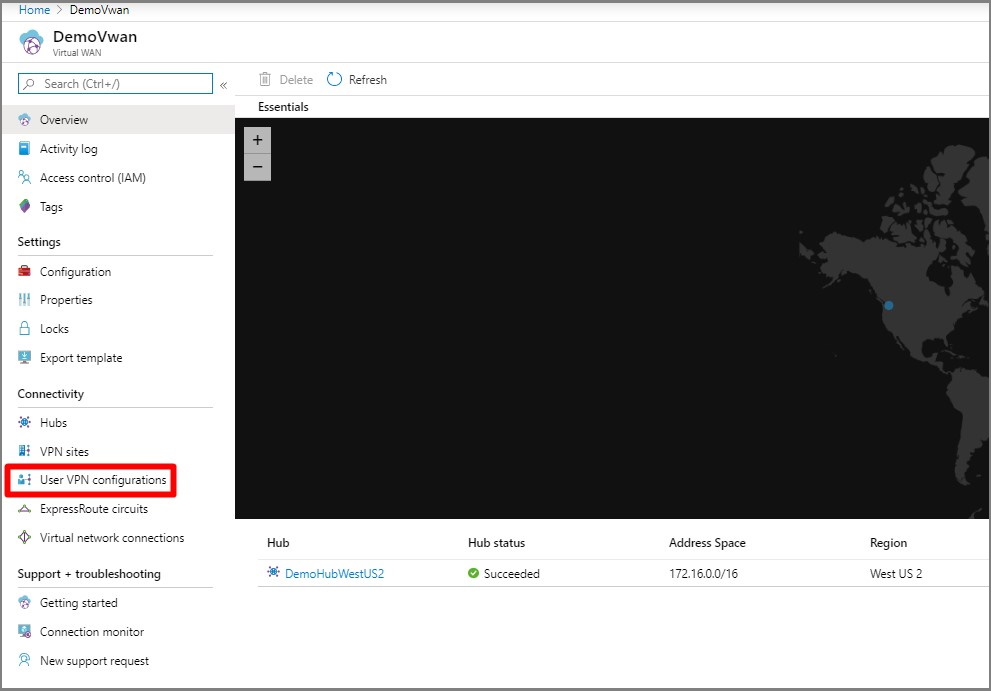 Home > DemoVwan
DemoVwan
Virtual WAN
Search (Ctrl+/)
«
Delete Refresh
Essentials
+
−
Overview
Activity log
Access control (IAM)
Tags
Settings
Configuration
Properties
Locks
Export template
Connectivity
Hubs
VPN sites
User VPN configurations
ExpressRoute circuits
Virtual network connections
Support + troubleshooting
Getting started
Connection monitor
New support request
Hub Hub status Address Space Region
DemoHubWestUS2 Succeeded 172.16.0.0/16 West US 2